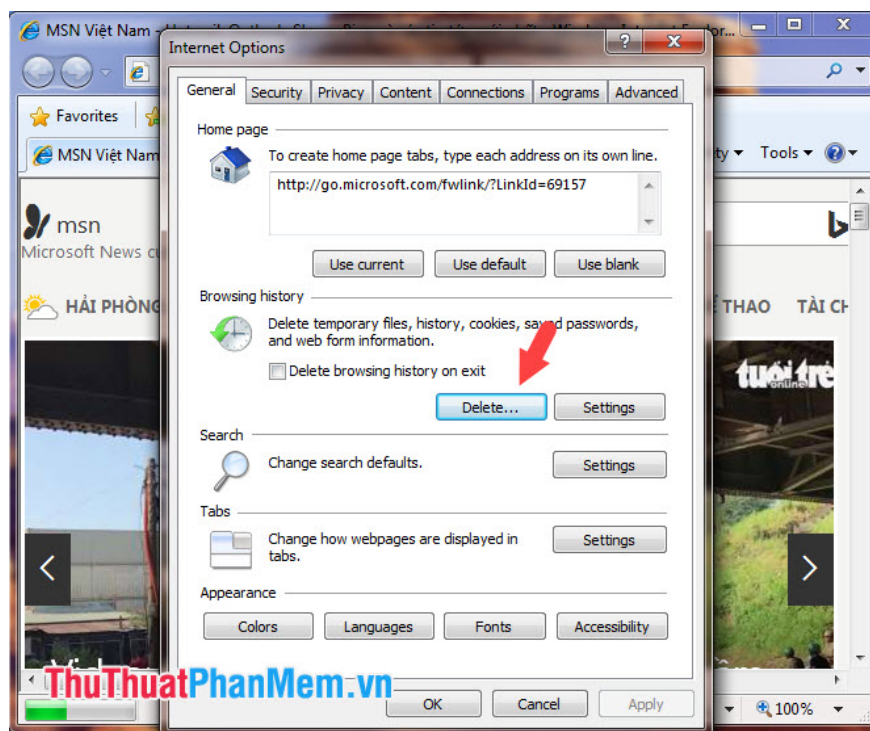 MSN Việt Nam -
Internet Options
General Security Privacy Content Connections Programs Advanced
Favorites
MSN Việt Nam
Tools
Home page
To create home page tabs, type each address on its own line.
http://go.microsoft.com/fwlink/?LinkId=69157
Use current Use default Use blank
msn
Microsoft News
HẢI PHÒNG
THAO TÀI CH
Browsing history
Delete temporary files, history, cookies, saved passwords,
and web form information.
Delete browsing history on exit
Delete... Settings
tuổi trẻ
online
Search
Change search defaults.
Settings
Tabs
Change how webpages are displayed in
tabs.
Settings
Appearance
Colors Languages Fonts Accessibility
ThuThuatPhanMem.vn
OK Cancel Apply
100%